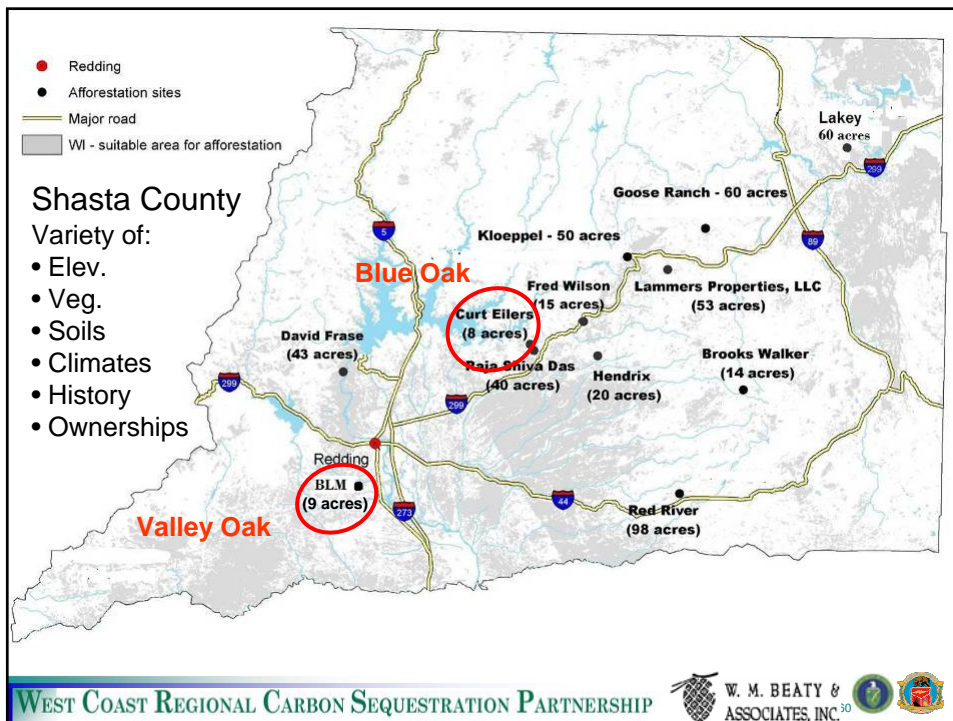 Redding
Afforestation sites
Major road
WI - suitable area for afforestation
Shasta County
Variety of:
• Elev.
• Veg.
• Soils
• Climates
• History
• Ownerships
Lakey
60 acres
299
Goose Ranch - 60 acres
5
Kloeppel - 50 acres
89
Blue Oak
Fred Wilson
(15 acres)
Lammers Properties, LLC
(53 acres)
Curt Eilers
(8 acres)
David Frase
(43 acres)
Raja Shiva Das
(40 acres)
Hendrix
(20 acres)
Brooks Walker
(14 acres)
299
299
Redding
BLM
(9 acres)
273
44
Red River
(98 acres)
Valley Oak
WEST COAST REGIONAL CARBON SEQUESTRATION PARTNERSHIP
W. M. BEATY &
ASSOCIATES, INC.
30